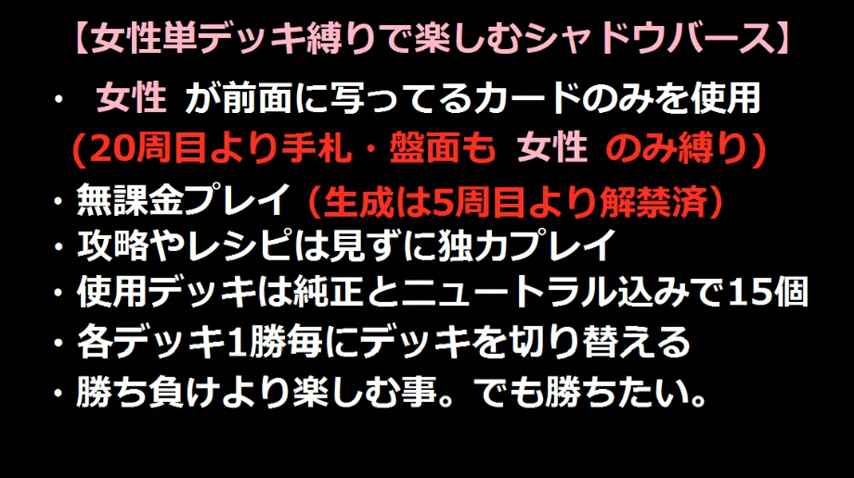 【女性単デッキ縛りで楽しむシャドウバース】
・ 女性 が前面に写ってるカードのみを使用
(20周目より手札・盤面も 女性 のみ縛り)
・無課金プレイ（生成は5周目より解禁済）
・攻略やレシピは見ずに独力プレイ
・使用デッキは純正とニュートラル込みで15個
・各デッキ1勝毎にデッキを切り替える
・勝ち負けより楽しむ事。でも勝ちたい。